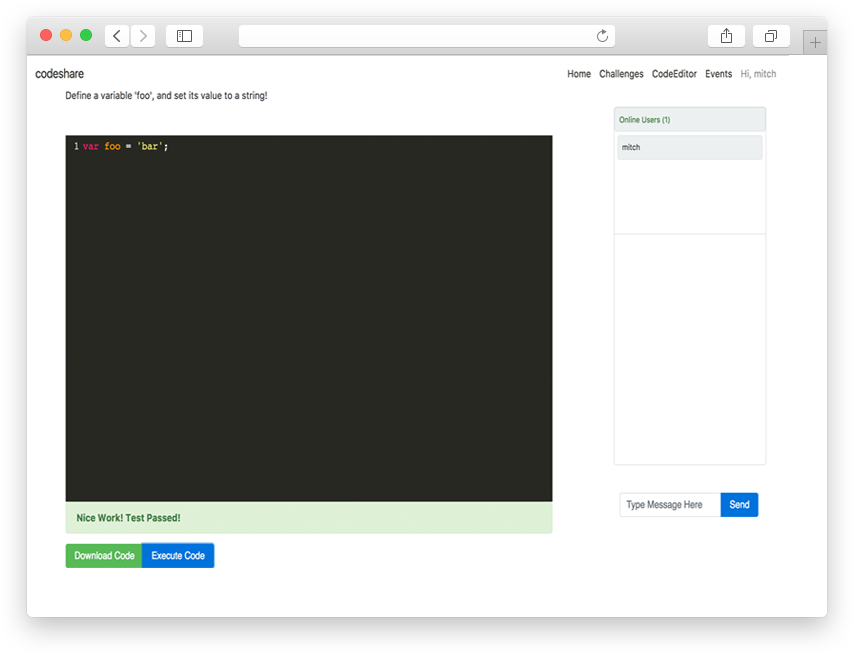 codeshare
Home Challenges CodeEditor Events Hi, mitch
Define a variable 'foo', and set its value to a string!
Online Users (1)
mitch
1 var foo = 'bar';
Type Message Here Send
Nice Work! Test Passed!
Download Code Execute Code